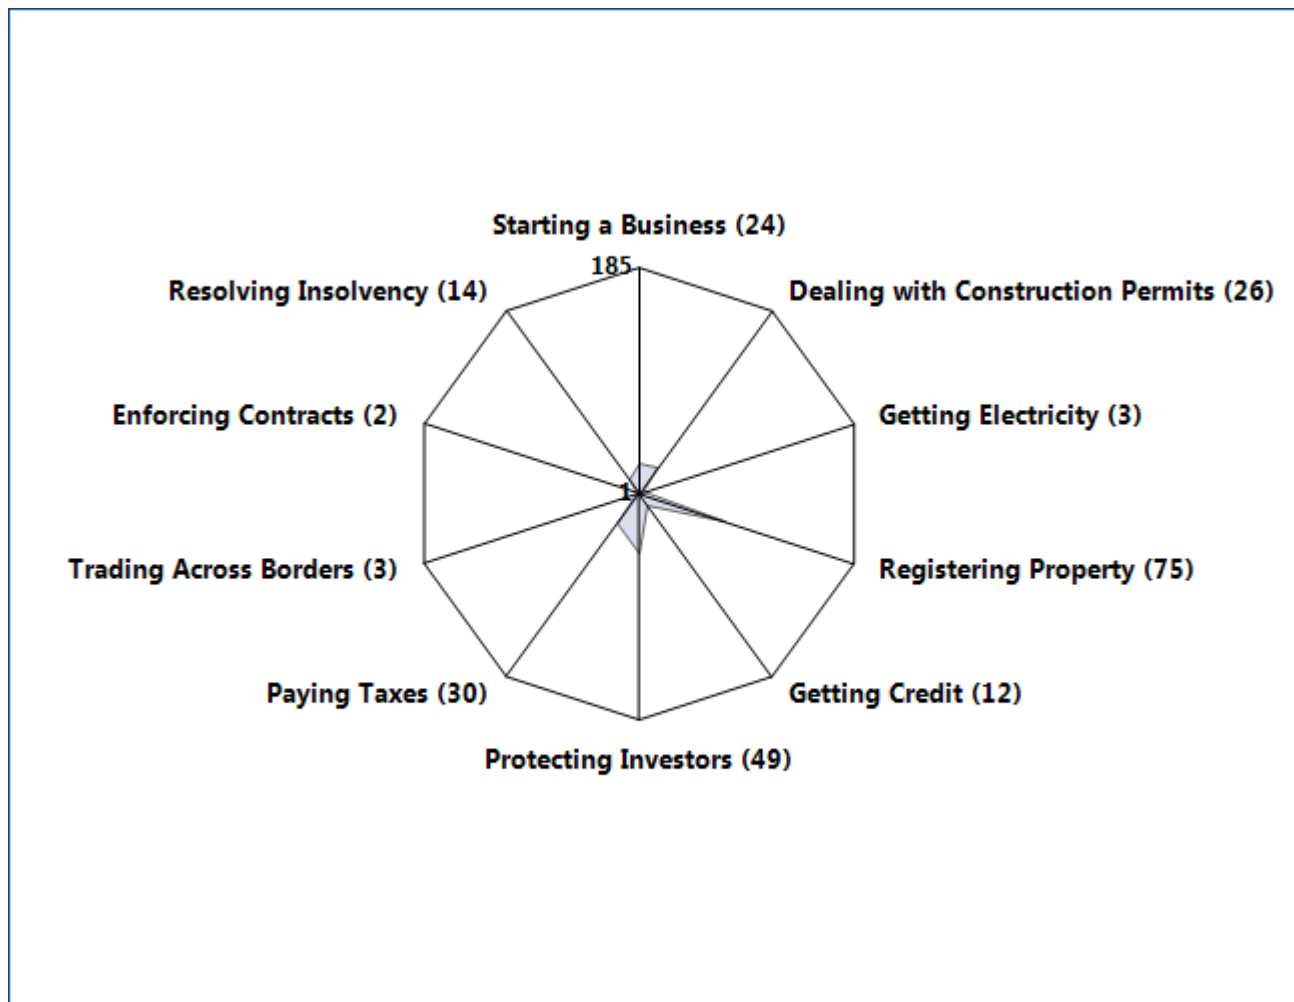 Starting a Business (24)
185
Resolving Insolvency (14)
Dealing with Construction Permits (26)
Enforcing Contracts (2)
Getting Electricity (3)
1
Trading Across Borders (3)
Registering Property (75)
Paying Taxes (30)
Getting Credit (12)
Protecting Investors (49)